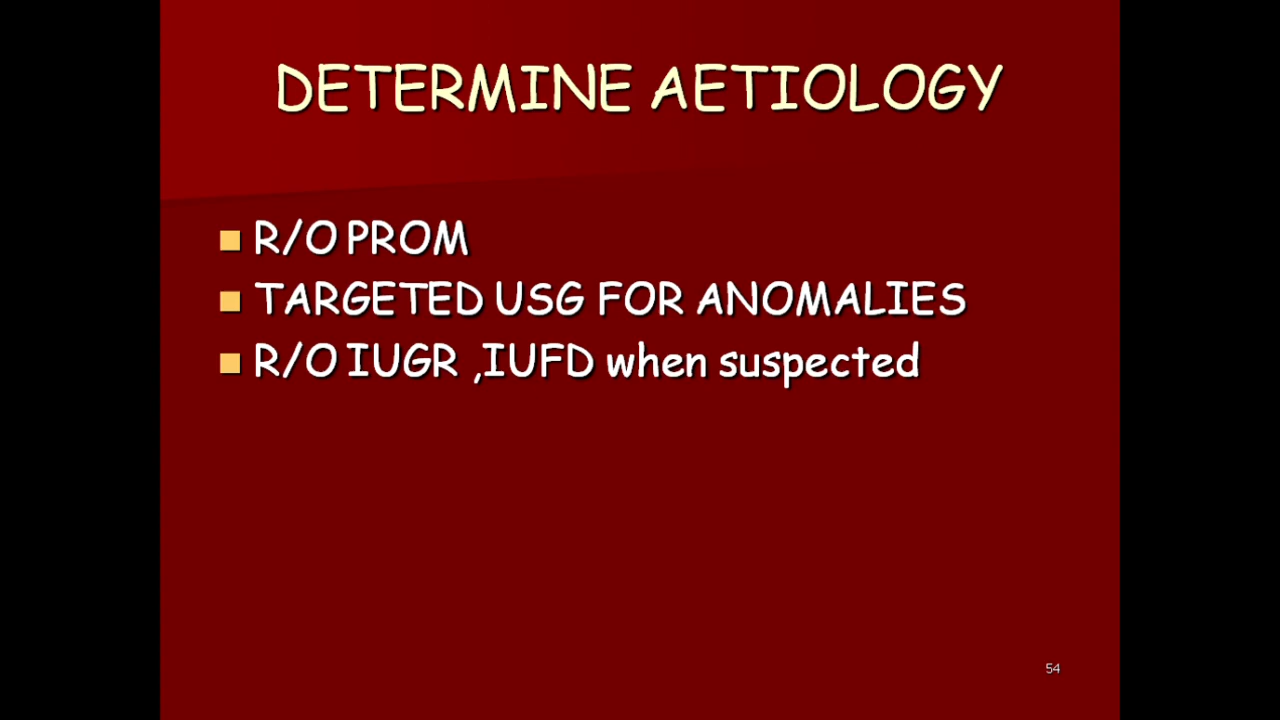 DETERMINE AETIOLOGY
R/O PROM
TARGETED USG FOR ANOMALIES
R/O IUGR ,IUFD when suspected
54